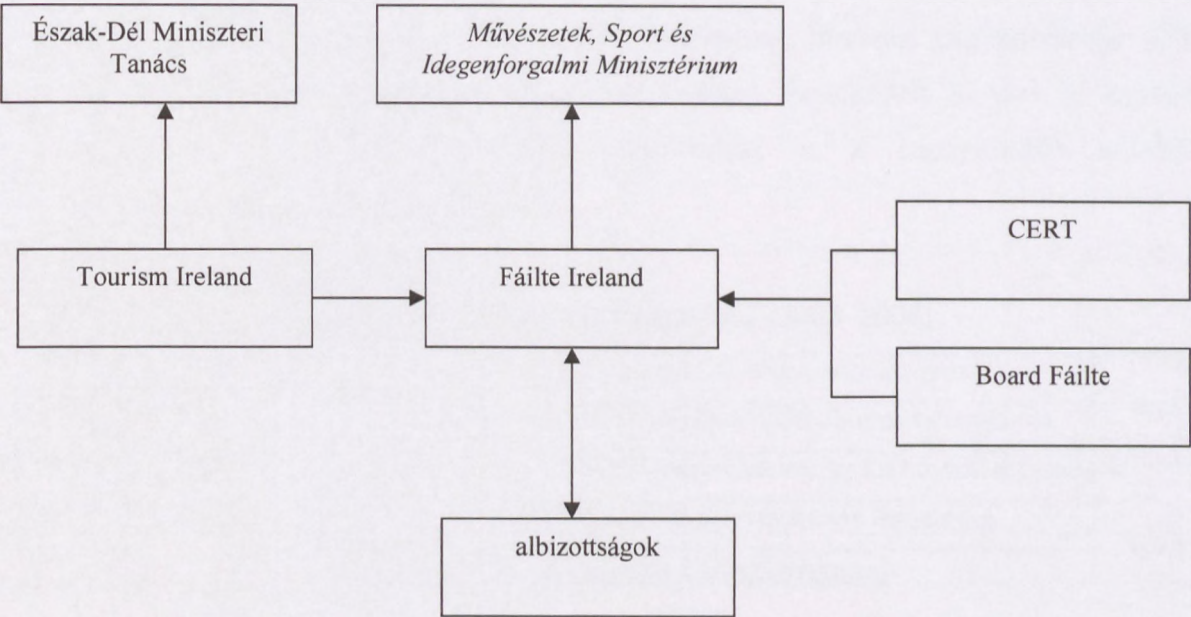 Észak-Dél Miniszteri
Tanács
Művészetek, Sport és
Idegenforgalmi Minisztérium
CERT
Tourism Ireland
Fáilte Ireland
Board Fáilte
albizottságok